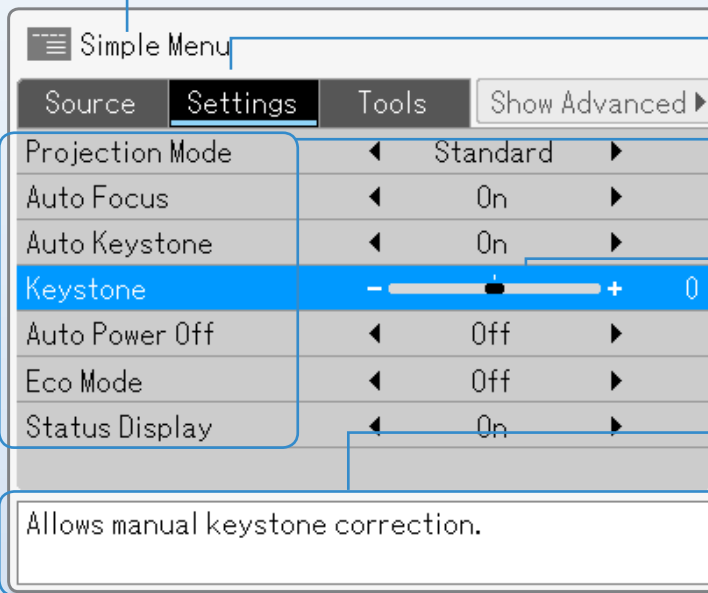 Simple Menu
Source Settings Tools Show Advanced
Projection Mode Standard
Auto Focus On
Auto Keystone On
Keystone - + 0
Auto Power Off Off
Eco Mode Off
Status Display On
Allows manual keystone correction.